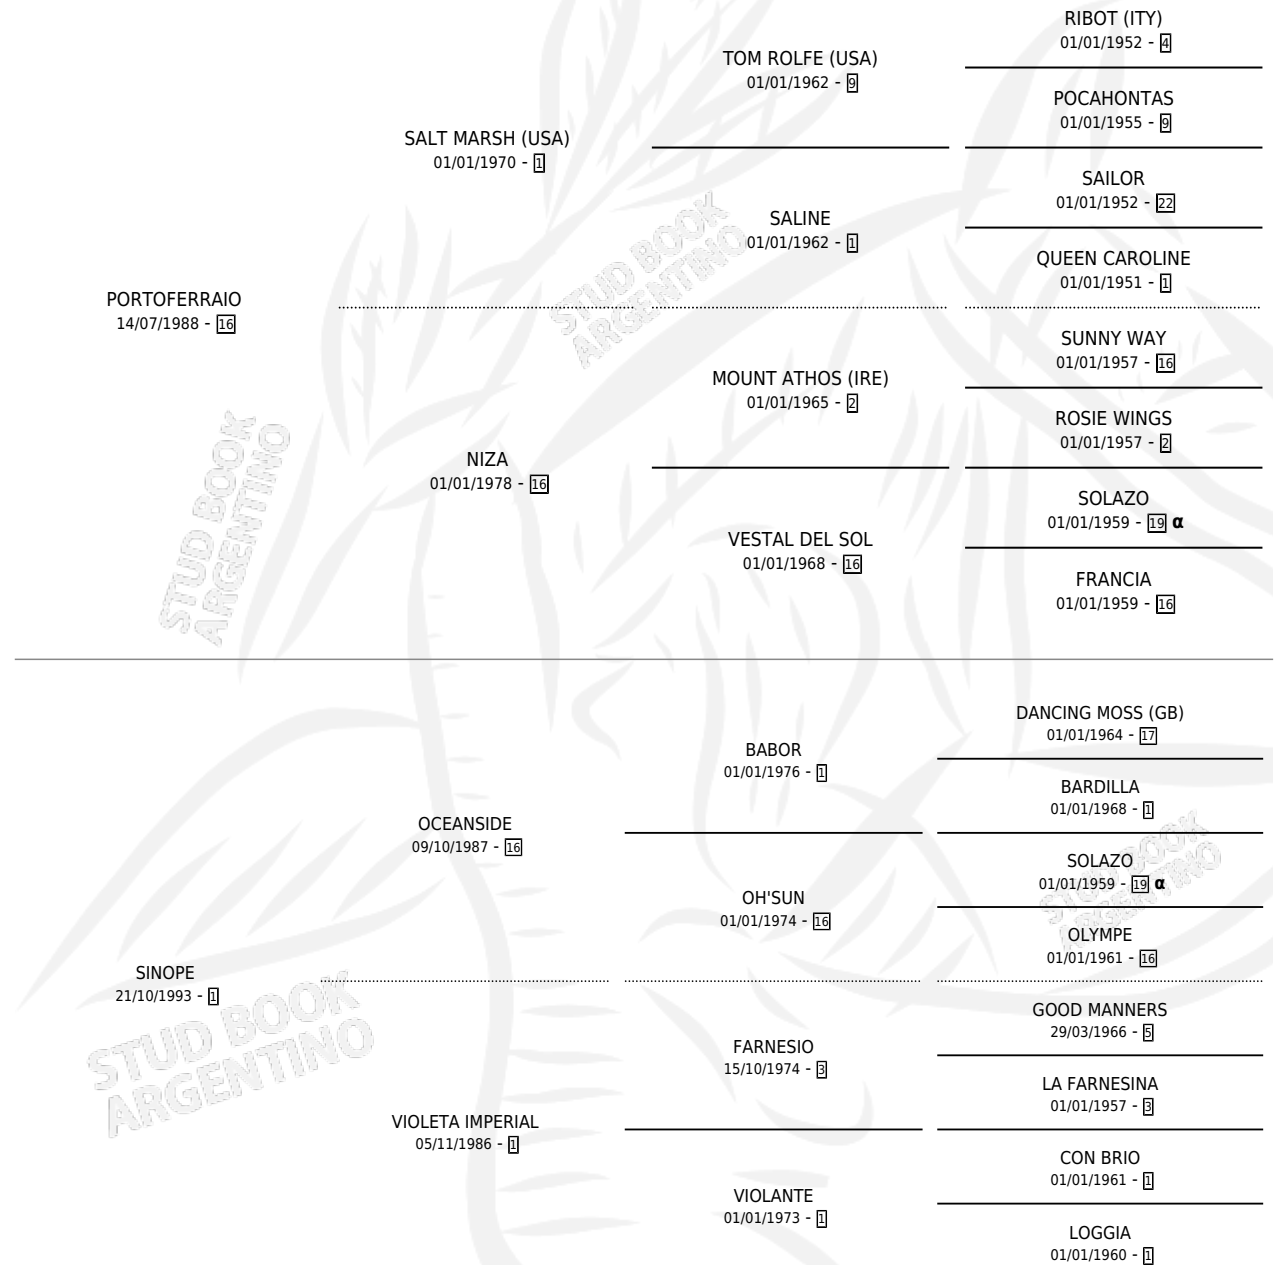 RIBOT (ITY)
01/01/1952 - 4
TOM ROLFE (USA)
01/01/1962 - 9
POCAHONTAS
01/01/1955 - 9
SALT MARSH (USA)
01/01/1970 - 1
SAILOR
01/01/1952 - 22
SALINE
01/01/1962 - 1
QUEEN CAROLINE
01/01/1951 - 1
PORTOFERRAIO
14/07/1988 - 16
SUNNY WAY
01/01/1957 - 16
MOUNT ATHOS (IRE)
01/01/1965 - 2
ROSIE WINGS
01/01/1957 - 2
NIZA
01/01/1978 - 16
SOLAZO
01/01/1959 - 19 α
VESTAL DEL SOL
01/01/1968 - 16
FRANCIA
01/01/1959 - 16
DANCING MOSS (GB)
01/01/1964 - 17
BABOR
01/01/1976 - 1
BARDILLA
01/01/1968 - 1
OCEANSIDE
09/10/1987 - 16
SOLAZO
01/01/1959 - 19 α
OH'SUN
01/01/1974 - 16
OLYMPE
01/01/1961 - 16
SINOPE
21/10/1993 - 1
GOOD MANNERS
29/03/1966 - 5
FARNESIO
15/10/1974 - 3
LA FARNESINA
01/01/1957 - 3
VIOLETA IMPERIAL
05/11/1986 - 1
CON BRIO
01/01/1961 - 1
VIOLANTE
01/01/1973 - 1
LOGGIA
01/01/1960 - 1
STUD BOOK
ARGENTINO
STUD BOOK
ARGENTINO
STUD BOOK
ARGENTINO
STUD BOOK
ARGENTINO